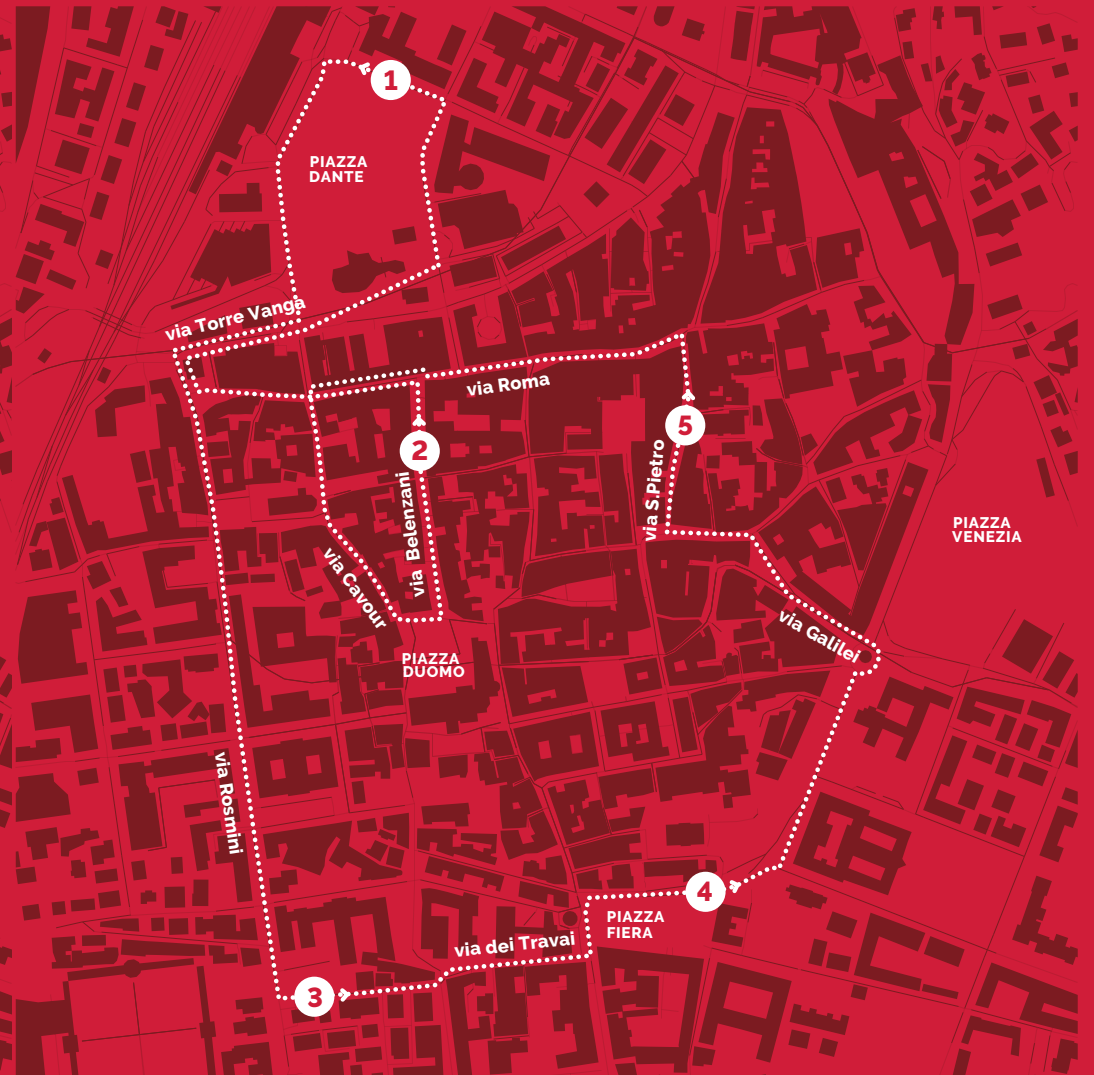 1
PIAZZA
DANTE
via Torre Vanga
via Roma
5
2
via S.Pietro
via Belenzani
PIAZZA
VENEZIA
via Cavour
via Galilei
PIAZZA
DUOMO
via Rosmini
4
PIAZZA
FIERA
via dei Travai
3